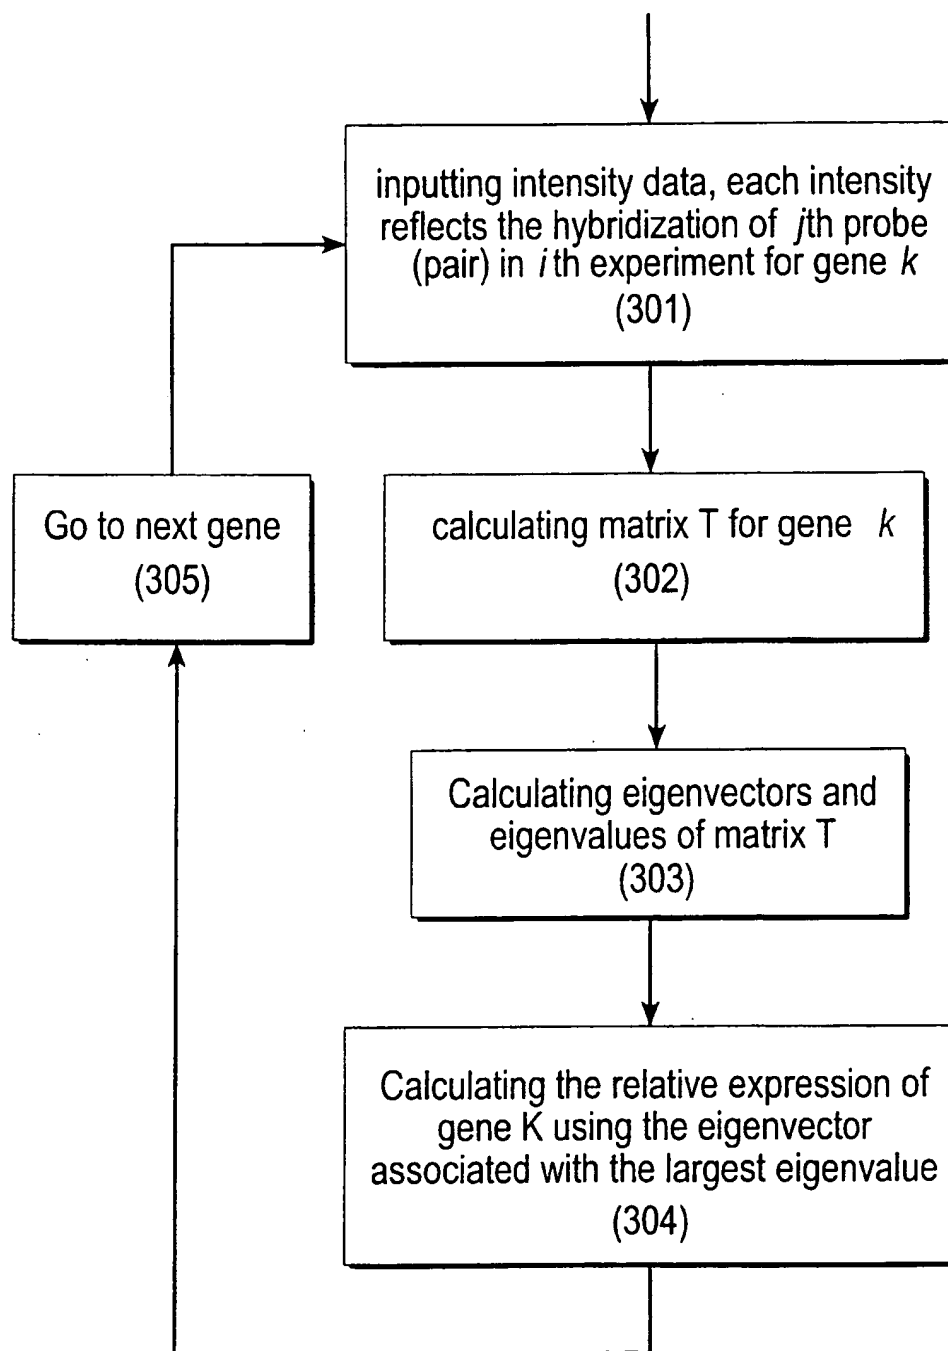 inputting intensity data, each intensity
reflects the hybridization of jth probe
(pair) in ith experiment for gene k
(301)
Go to next gene
(305)
calculating matrix T for gene k
(302)
Calculating eigenvectors and
eigenvalues of matrix T
(303)
Calculating the relative expression of
gene K using the eigenvector
associated with the largest eigenvalue
(304)